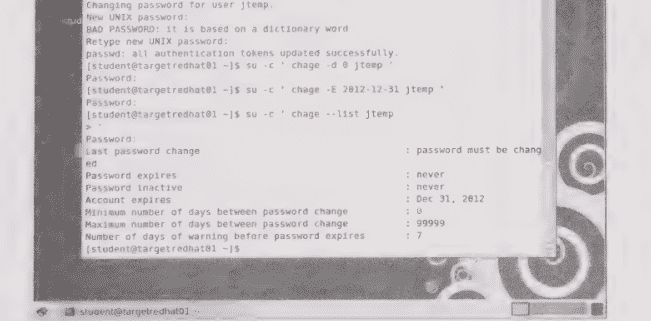 Changing password for user jtemp.
New UNIX password:
BAD PASSWORD: it is based on a dictionary word
Retype new UNIX password:
passwd: all authentication tokens updated successfully.
[student@targetredhat01 ~]$ su -c ' chage -d 0 jtemp '
Password:
[student@targetredhat01 ~]$ su -c ' chage -E 2012-12-31 jtemp '
Password:
[student@targetredhat01 ~]$ su -c ' chage --list jtemp
> '
Password:
Last password change : password must be chang
ed
Password expires : never
Password inactive : never
Account expires : Dec 31, 2012
Minimum number of days between password change : 0
Maximum number of days between password change : 99999
Number of days of warning before password expires : 7
[student@targetredhat01 ~]$
student@targetredhat01